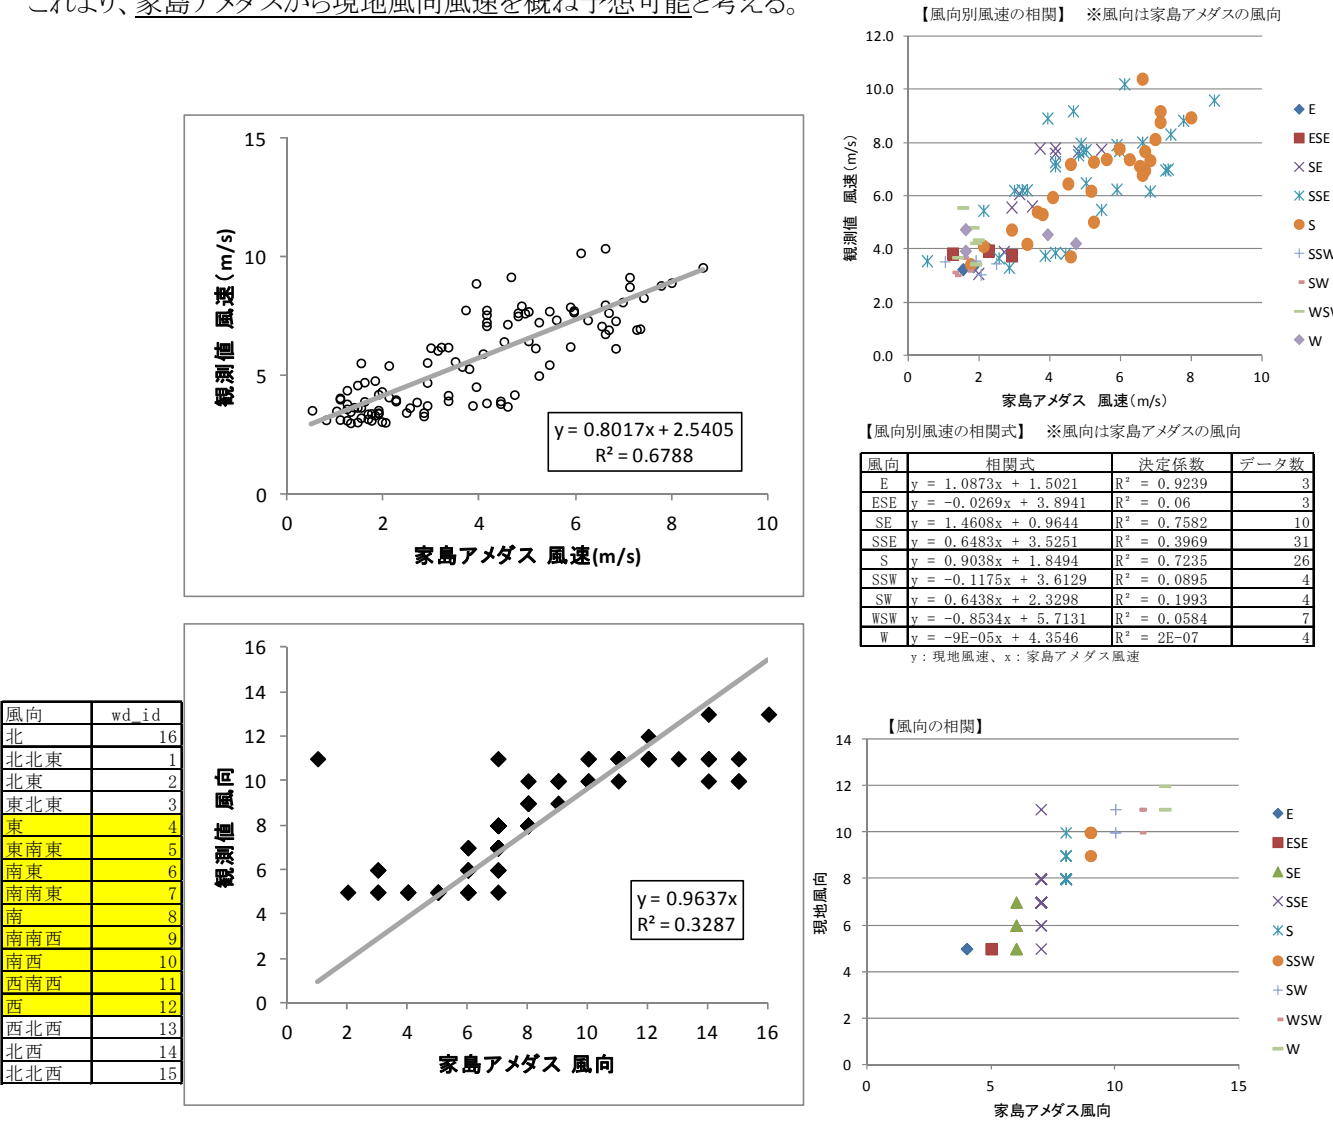 これより、家島アメダスから現地風向風速を概ね予想可能と考える。
15
10
5
0
0 2 4 6 8 10
観測値 風速(m/s)
家島アメダス 風速(m/s)
y = 0.8017x + 2.5405
R² = 0.6788
【風向別風速の相関】 ※風向は家島アメダスの風向
12.0
10.0
8.0
6.0
4.0
2.0
0.0
0 2 4 6 8 10
観測値 風速(m/s)
家島アメダス 風速(m/s)
E
ESE
SE
SSE
S
SSW
SW
WSW
W
【風向別風速の相関式】 ※風向は家島アメダスの風向
風向 相関式 決定係数 データ数
E y = 1.0873x + 1.5021 R² = 0.9239 3
ESE y = -0.0269x + 3.8941 R² = 0.06 3
SE y = 1.4608x + 0.9644 R² = 0.7582 10
SSE y = 0.6483x + 3.5251 R² = 0.3969 31
S y = 0.9038x + 1.8494 R² = 0.7235 26
SSW y = -0.1175x + 3.6129 R² = 0.0895 4
SW y = 0.6438x + 2.3298 R² = 0.1993 4
WSW y = -0.8534x + 5.7131 R² = 0.0584 7
W y = -9E-05x + 4.3546 R² = 2E-07 4
y：現地風速、x：家島アメダス風速
風向 wd_id
北 16
北北東 1
北東 2
東北東 3
東 4
東南東 5
南東 6
南南東 7
南 8
南南西 9
南西 10
西南西 11
西 12
西北西 13
北西 14
北北西 15
16
14
12
10
8
6
4
2
0
0 2 4 6 8 10 12 14 16
観測値 風向
家島アメダス 風向
y = 0.9637x
R² = 0.3287
【風向の相関】
14
12
10
8
6
4
2
0
0 5 10 15
現地風向
家島アメダス風向
E
ESE
SE
SSE
S
SSW
SW
WSW
W